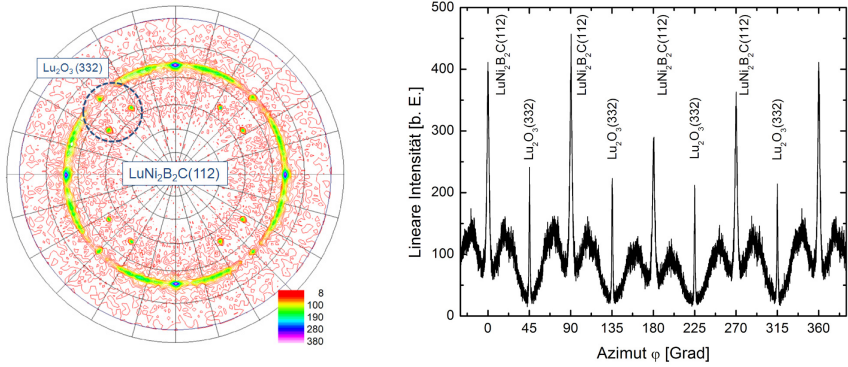 Lu₂O₃(332)
LuNi₂B₂C(112)
8
100
190
280
380
Lineare Intensität [b. E.]
500
400
300
200
100
0
LuNi₂B₂C(112)
Lu₂O₃(332)
LuNi₂B₂C(112)
Lu₂O₃(332)
LuNi₂B₂C(112)
Lu₂O₃(332)
LuNi₂B₂C(112)
Lu₂O₃(332)
0 45 90 135 180 225 270 315 360
Azimut φ [Grad]